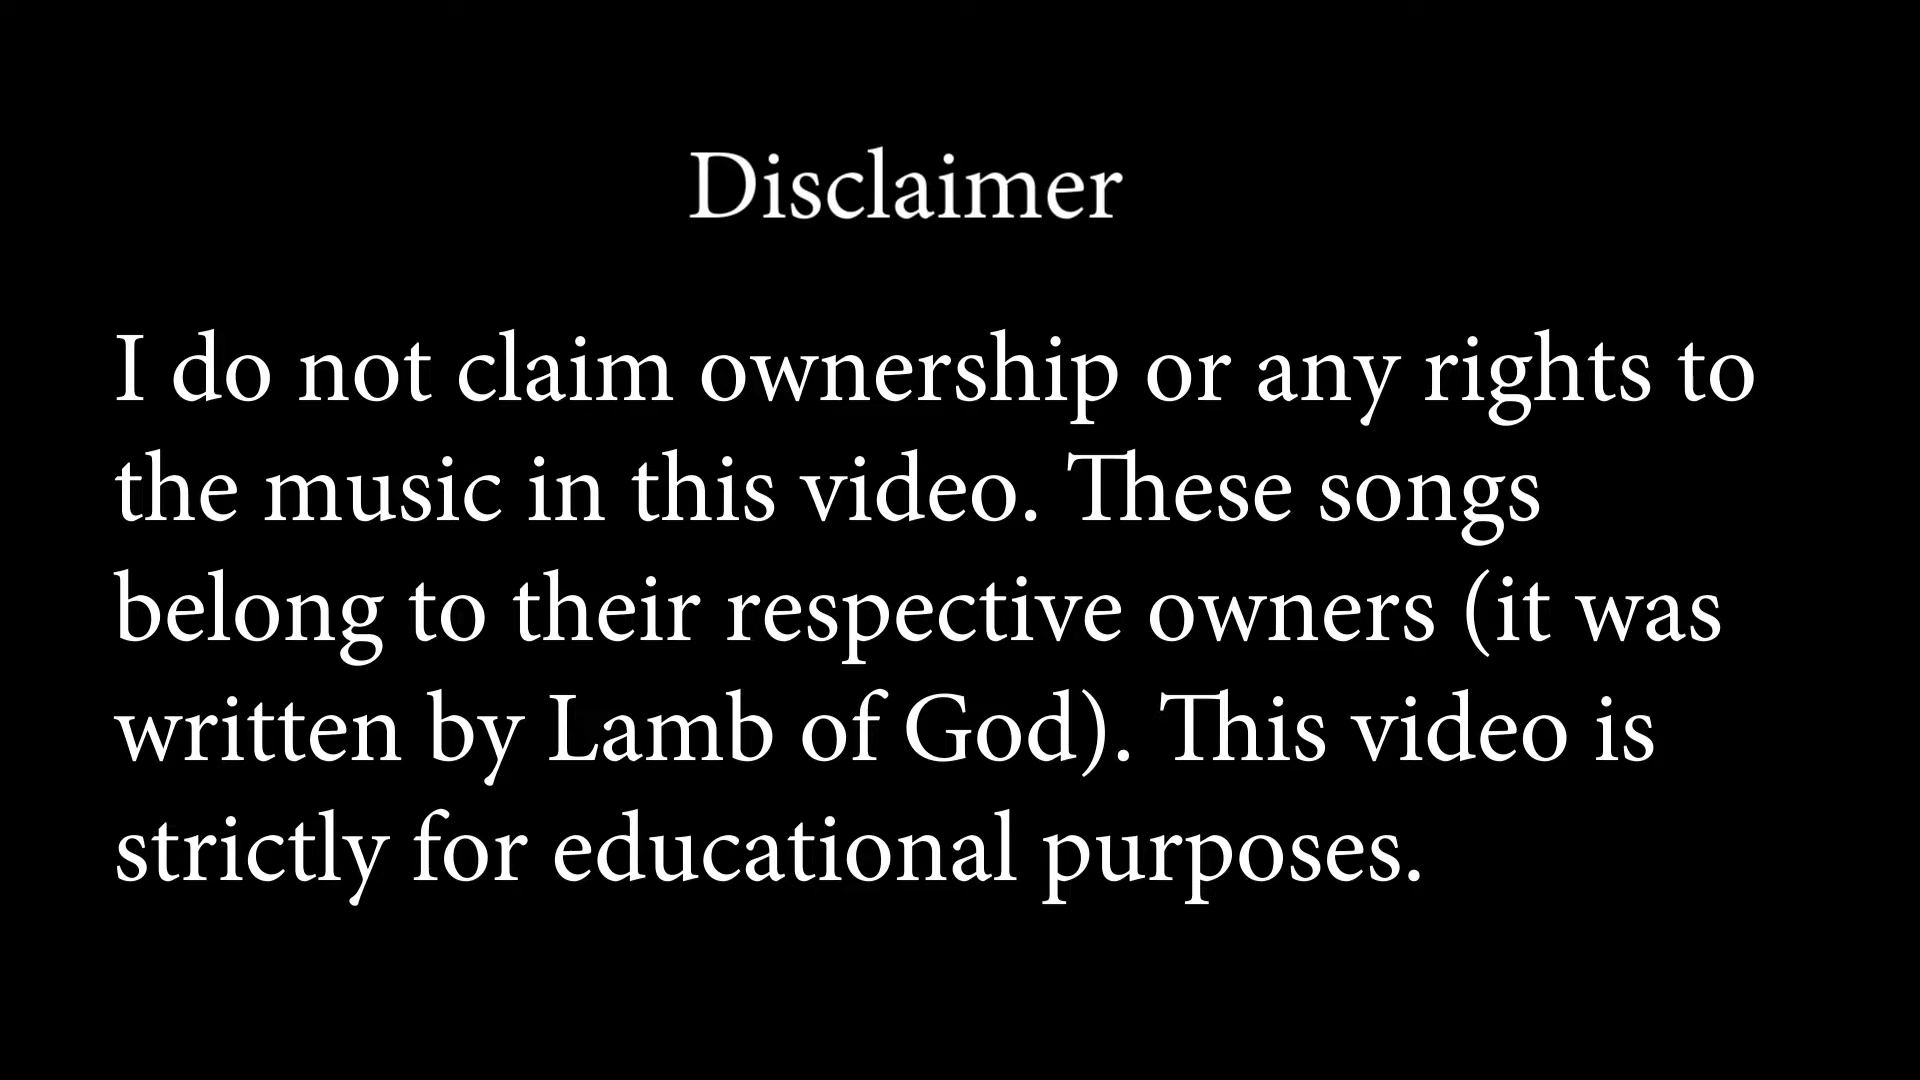 Disclaimer
I do not claim ownership or any rights to
the music in this video. These songs
belong to their respective owners (it was
written by Lamb of God). This video is
strictly for educational purposes.